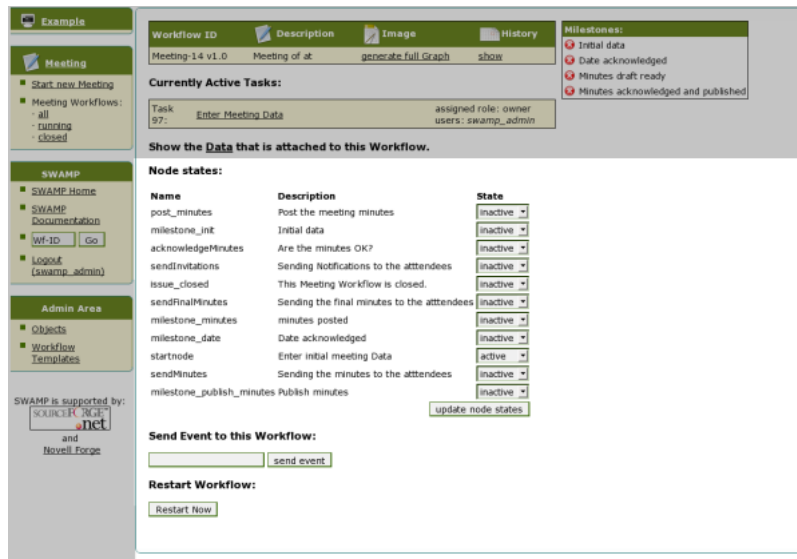 Example
Meeting
Start new Meeting
Meeting Workflows:
- all
- running
- closed
SWAMP
SWAMP Home
SWAMP
Documentation
Wf-ID Go
Logout
(swamp_admin)
Admin Area
Objects
Workflow
Templates
SWAMP is supported by:
SOURCEFORGE
.net
and
Novell Forge
Workflow ID Description Image History
Meeting-14 v1.0 Meeting of at generate full Graph show
Currently Active Tasks:
Task
97: Enter Meeting Data assigned role: owner
users: swamp_admin
Show the Data that is attached to this Workflow.
Milestones:
Initial data
Date acknowledged
Minutes draft ready
Minutes acknowledged and published
Node states:
Name Description State
post_minutes Post the meeting minutes inactive
milestone_init Initial data inactive
acknowledgeMinutes Are the minutes OK? inactive
sendInvitations Sending Notifications to the atttendees inactive
issue_closed This Meeting Workflow is closed. inactive
sendFinalMinutes Sending the final minutes to the atttendees inactive
milestone_minutes minutes posted inactive
milestone_date Date acknowledged inactive
startnode Enter initial meeting Data active
sendMinutes Sending the minutes to the atttendees inactive
milestone_publish_minutes Publish minutes inactive
update node states
Send Event to this Workflow:
send event
Restart Workflow:
Restart Now